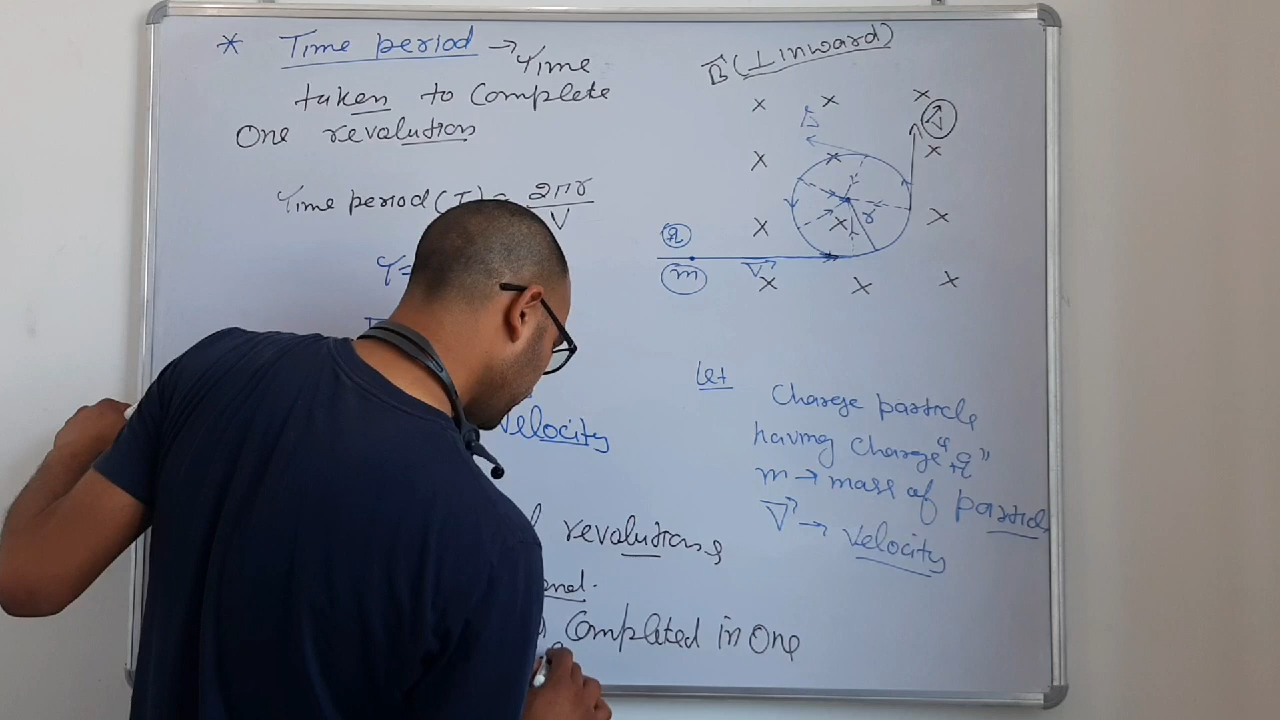 * Time period → Time
taken to Complete
One revalution
Time period (T) = 2πr
V
T=
Velocity
revalutions
Completed in One
B⃗ (⊥ inward)
x x x
V⃗
x x
r
x x x
q
m
V⃗
x x x
Let Charge particle
having charge "+q"
m → mass of particle
V⃗ → Velocity